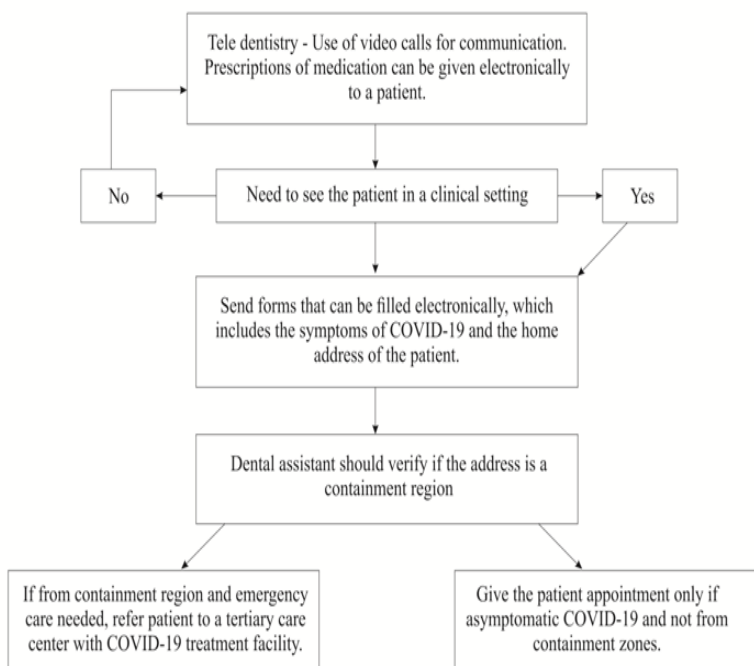 Tele dentistry - Use of video calls for communication.
Prescriptions of medication can be given electronically
to a patient.
No
Need to see the patient in a clinical setting
Yes
Send forms that can be filled electronically, which
includes the symptoms of COVID-19 and the home
address of the patient.
Dental assistant should verify if the address is a
containment region
If from containment region and emergency
care needed, refer patient to a tertiary care
center with COVID-19 treatment facility.
Give the patient appointment only if
asymptomatic COVID-19 and not from
containment zones.